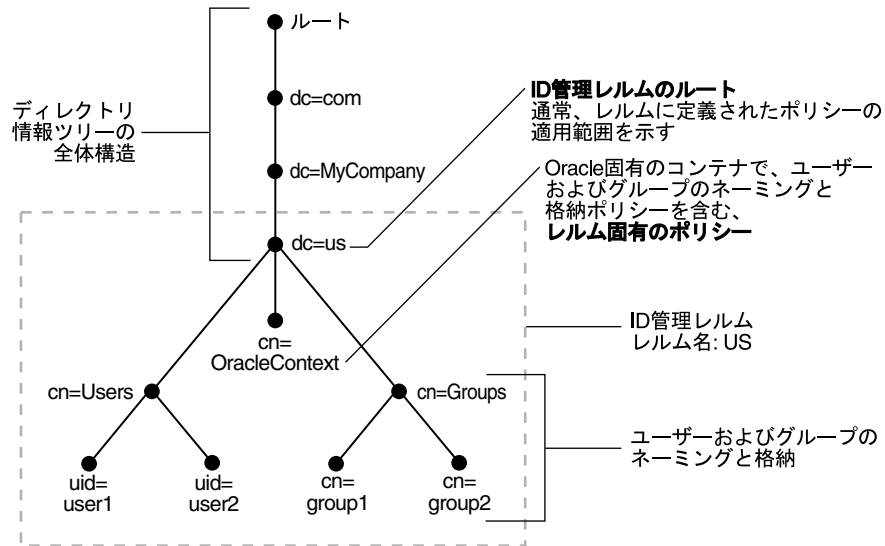 ルート
dc=com
dc=MyCompany
dc=us
ディレクトリ
情報ツリーの
全体構造
ID管理レルムのルート
通常、レルムに定義されたポリシーの
適用範囲を示す
Oracle固有のコンテナで、ユーザー
およびグループのネーミングと
格納ポリシーを含む、
レルム固有のポリシー
cn=
OracleContext
ID管理レルム
レルム名: US
cn=Users
cn=Groups
uid=
user1
uid=
user2
cn=
group1
cn=
group2
ユーザーおよびグループの
ネーミングと格納